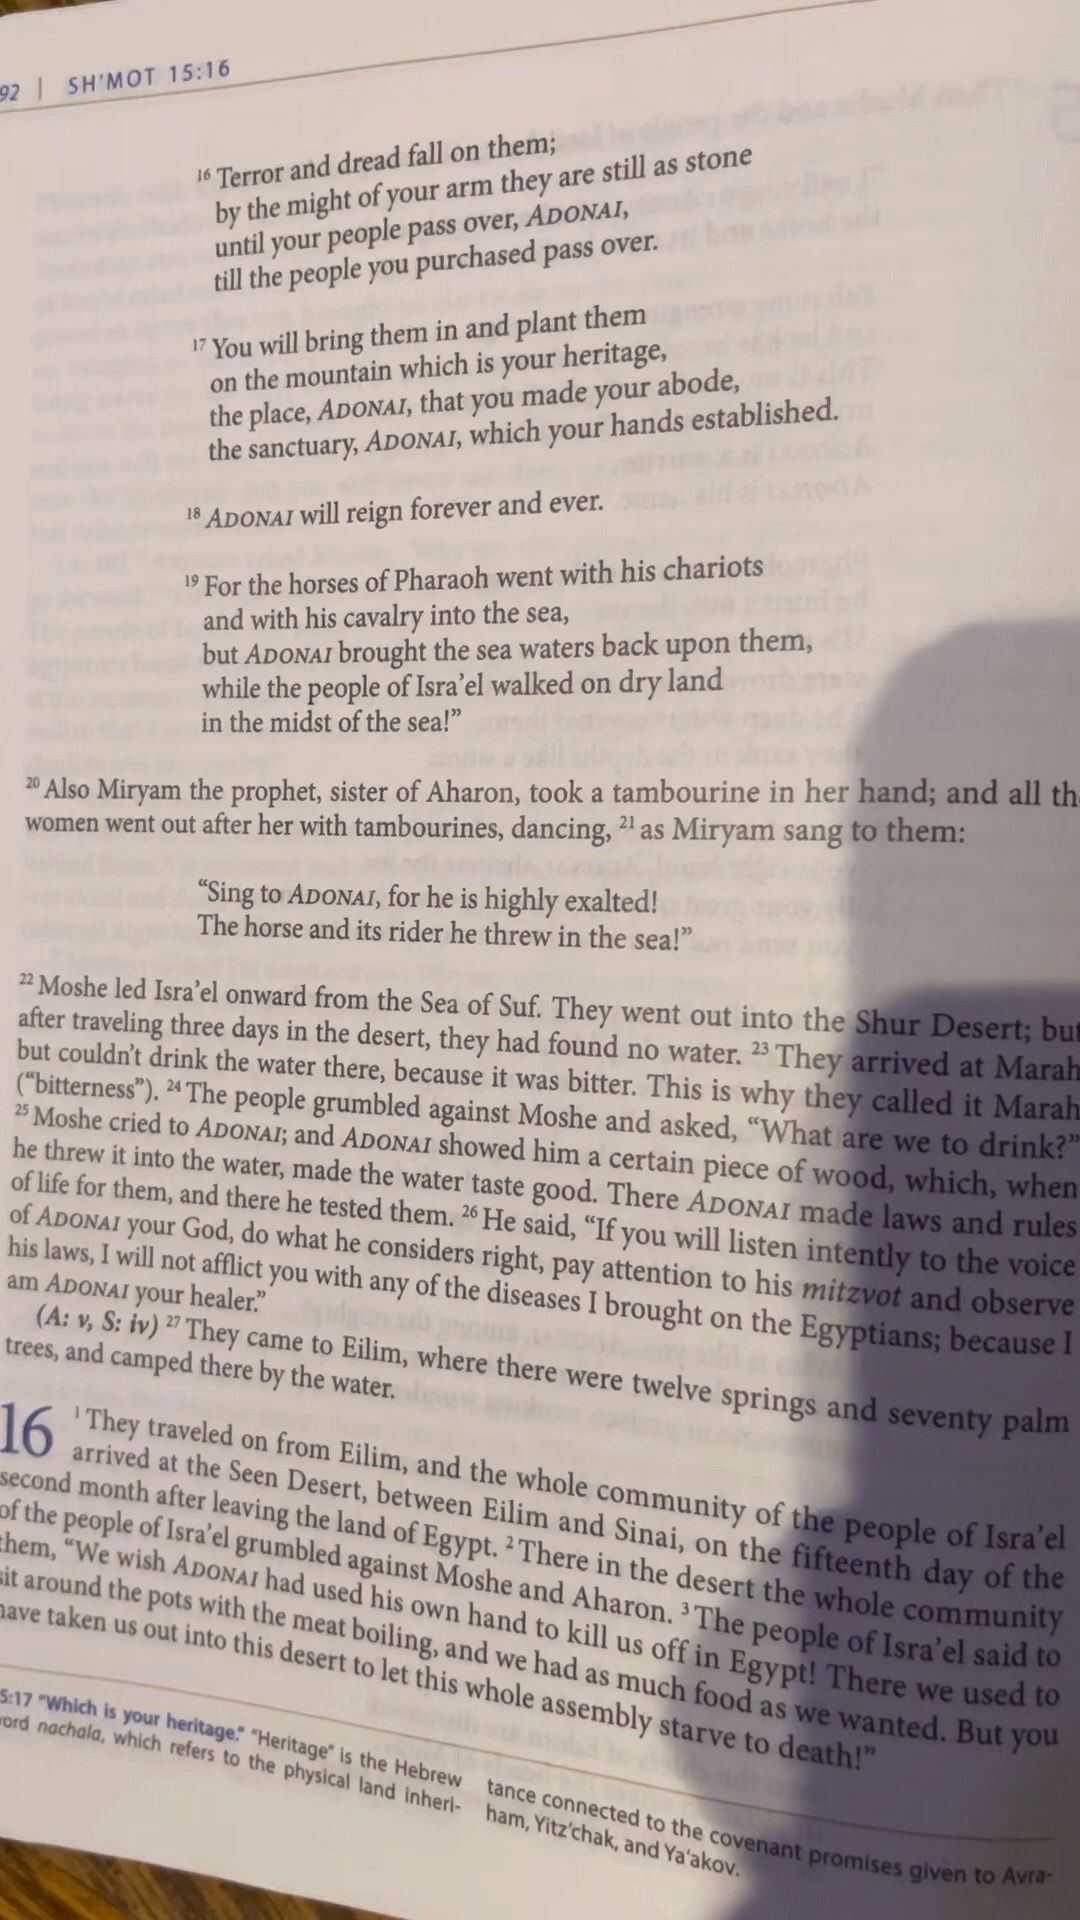 92 | SH'MOT 15:16
16 Terror and dread fall on them;
by the might of your arm they are still as stone
until your people pass over, ADONAI,
till the people you purchased pass over.
17 You will bring them in and plant them
on the mountain which is your heritage,
the place, ADONAI, that you made your abode,
the sanctuary, ADONAI, which your hands established.
18 ADONAI will reign forever and ever.
19 For the horses of Pharaoh went with his chariots
and with his cavalry into the sea,
but ADONAI brought the sea waters back upon them,
while the people of Isra'el walked on dry land
in the midst of the sea!”
20 Also Miryam the prophet, sister of Aharon, took a tambourine in her hand; and all th
women went out after her with tambourines, dancing, 21 as Miryam sang to them:
“Sing to ADONAI, for he is highly exalted!
The horse and its rider he threw in the sea!”
22 Moshe led Isra'el onward from the Sea of Suf. They went out into the Shur Desert; but
after traveling three days in the desert, they had found no water. 23 They arrived at Marah
but couldn't drink the water there, because it was bitter. This is why they called it Marah
(“bitterness”). 24 The people grumbled against Moshe and asked, “What are we to drink?”
25 Moshe cried to ADONAI; and ADONAI showed him a certain piece of wood, which, when
he threw it into the water, made the water taste good. There ADONAI made laws and rules
of life for them, and there he tested them. 26 He said, “If you will listen intently to the voice
of ADONAI your God, do what he considers right, pay attention to his mitzvot and observe
his laws, I will not afflict you with any of the diseases I brought on the Egyptians; because I
am ADONAI your healer.”
(A: v, S: iv) 27 They came to Eilim, where there were twelve springs and seventy palm
trees, and camped there by the water.
16 1 They traveled on from Eilim, and the whole community of the people of Isra'el
arrived at the Seen Desert, between Eilim and Sinai, on the fifteenth day of the
second month after leaving the land of Egypt. 2 There in the desert the whole community
of the people of Isra'el grumbled against Moshe and Aharon. 3 The people of Isra'el said to
them, “We wish ADONAI had used his own hand to kill us off in Egypt! There we used to
sit around the pots with the meat boiling, and we had as much food as we wanted. But you
have taken us out into this desert to let this whole assembly starve to death!”
5:17 “Which is your heritage.” “Heritage” is the Hebrew
ord nachala, which refers to the physical land inheri-
tance connected to the covenant promises given to Avra-
ham, Yitz'chak, and Ya'akov.